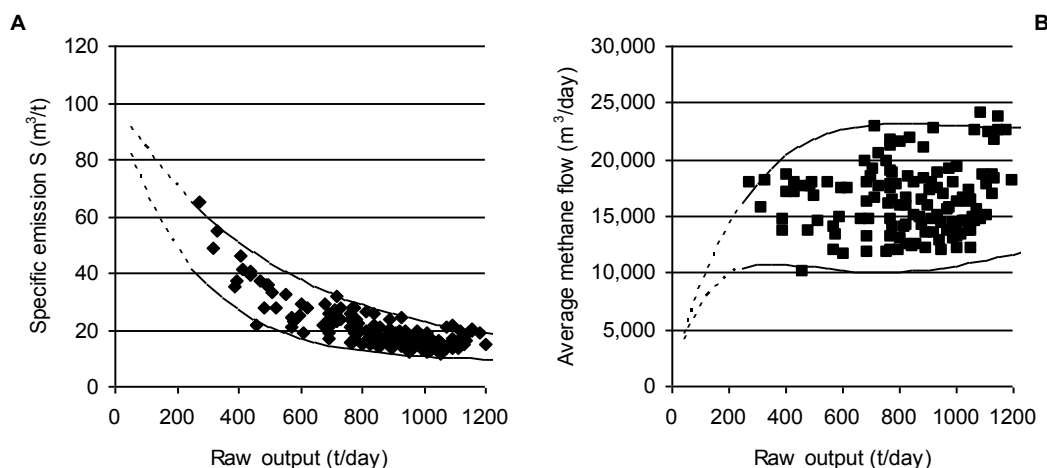 A
120
100
80
60
40
20
0
0 200 400 600 800 1000 1200
Specific emission S (m³/t)
Raw output (t/day)
B
30,000
25,000
20,000
15,000
10,000
5,000
0
0 200 400 600 800 1000 1200
Average methane flow (m³/day)
Raw output (t/day)